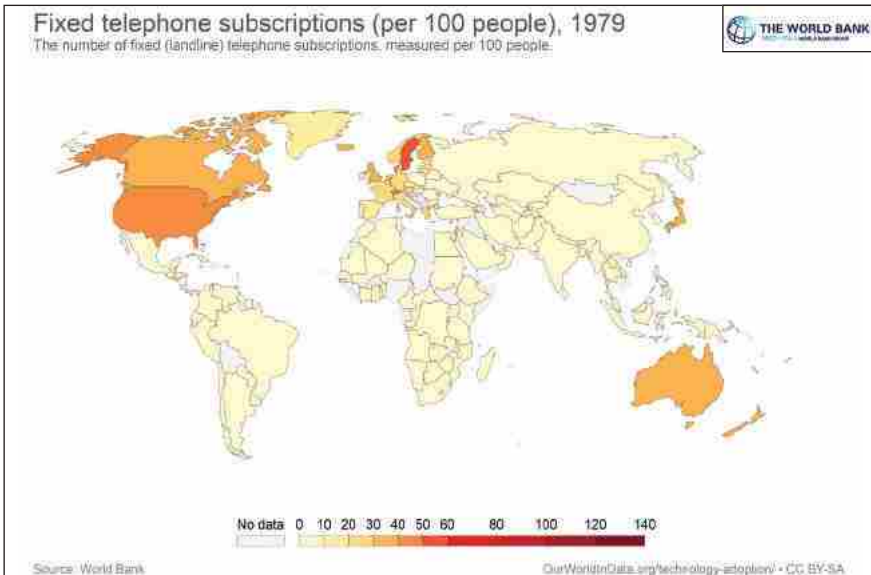 Fixed telephone subscriptions (per 100 people), 1979
The number of fixed (landline) telephone subscriptions, measured per 100 people.
THE WORLD BANK
No data 0 10 20 30 40 50 60 80 100 120 140
Source: World Bank
OurWorldInData.org/technology-adoption/ • CC BY-SA